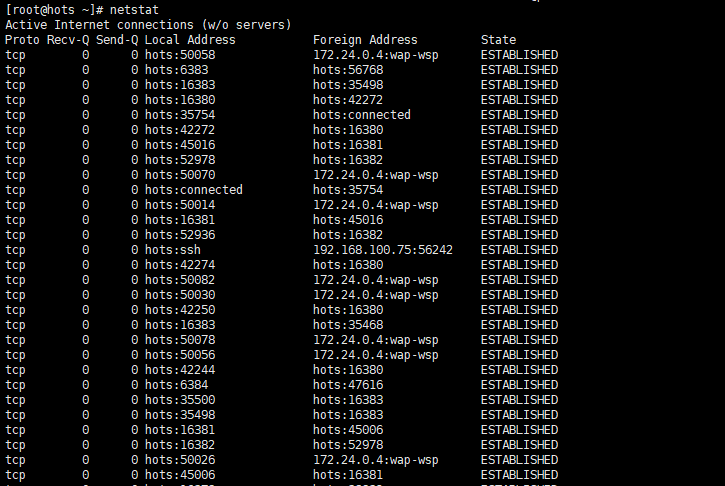 [root@hots ~]# netstat
Active Internet connections (w/o servers)
Proto Recv-Q Send-Q Local Address           Foreign Address         State
tcp        0      0 hots:50058              172.24.0.4:wap-wsp      ESTABLISHED
tcp        0      0 hots:6383               hots:56768              ESTABLISHED
tcp        0      0 hots:16383              hots:35498              ESTABLISHED
tcp        0      0 hots:16380              hots:42272              ESTABLISHED
tcp        0      0 hots:35754              hots:connected          ESTABLISHED
tcp        0      0 hots:42272              hots:16380              ESTABLISHED
tcp        0      0 hots:45016              hots:16381              ESTABLISHED
tcp        0      0 hots:52978              hots:16382              ESTABLISHED
tcp        0      0 hots:50070              172.24.0.4:wap-wsp      ESTABLISHED
tcp        0      0 hots:connected          hots:35754              ESTABLISHED
tcp        0      0 hots:50014              172.24.0.4:wap-wsp      ESTABLISHED
tcp        0      0 hots:16381              hots:45016              ESTABLISHED
tcp        0      0 hots:52936              hots:16382              ESTABLISHED
tcp        0      0 hots:ssh                192.168.100.75:56242    ESTABLISHED
tcp        0      0 hots:42274              hots:16380              ESTABLISHED
tcp        0      0 hots:50082              172.24.0.4:wap-wsp      ESTABLISHED
tcp        0      0 hots:50030              172.24.0.4:wap-wsp      ESTABLISHED
tcp        0      0 hots:42250              hots:16380              ESTABLISHED
tcp        0      0 hots:16383              hots:35468              ESTABLISHED
tcp        0      0 hots:50078              172.24.0.4:wap-wsp      ESTABLISHED
tcp        0      0 hots:50056              172.24.0.4:wap-wsp      ESTABLISHED
tcp        0      0 hots:42244              hots:16380              ESTABLISHED
tcp        0      0 hots:6384               hots:47616              ESTABLISHED
tcp        0      0 hots:35500              hots:16383              ESTABLISHED
tcp        0      0 hots:35498              hots:16383              ESTABLISHED
tcp        0      0 hots:16381              hots:45006              ESTABLISHED
tcp        0      0 hots:16382              hots:52978              ESTABLISHED
tcp        0      0 hots:50026              172.24.0.4:wap-wsp      ESTABLISHED
tcp        0      0 hots:45006              hots:16381              ESTABLISHED